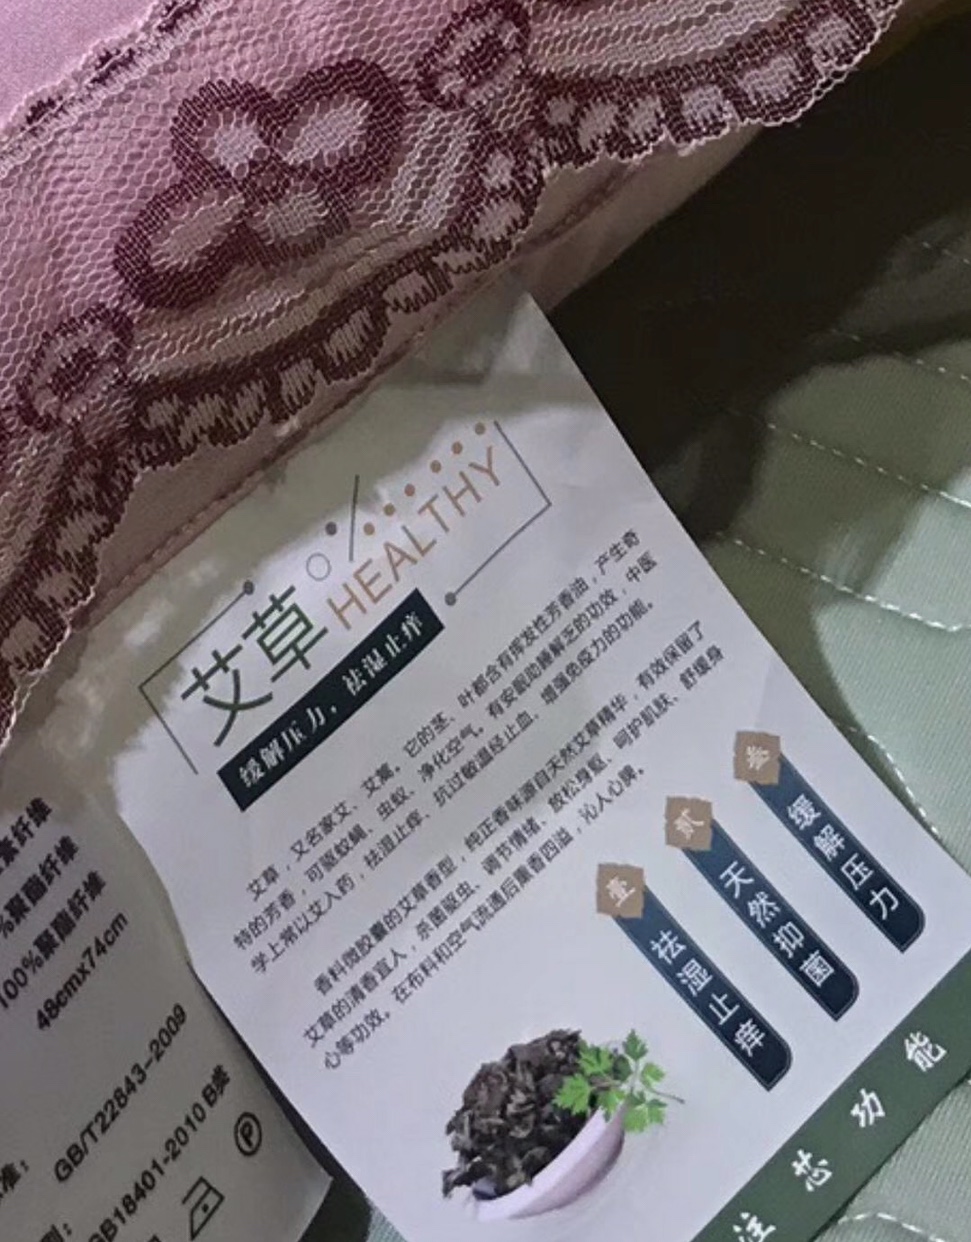 艾草
HEALTHY
缓解压力，祛湿止痒
艾草，又名家艾、艾蒿。它的茎、叶都含有挥发性芳香油，产生奇
特的芳香，可驱蚊蝇、虫蚁、净化空气。有安眠助睡解乏的功效，中医
学上常以艾入药，祛湿止痒、抗过敏温经止血、增强免疫力的功能。
香料微胶囊的艾草香型，纯正香味源自天然艾草精华，有效保留了
艾草的清香宜人，杀菌驱虫、调节情绪、放松身躯、呵护肌肤、舒缓身
心等功效。在布料和空气流通后熏香四溢，沁人心脾。
壹
祛湿止痒
贰
天然抑菌
叁
缓解压力
芯功能
纤维
%聚酯纤维
100%聚酯纤维
48cmx74cm
GB/T22843-2009
GB18401-2010 B类
P